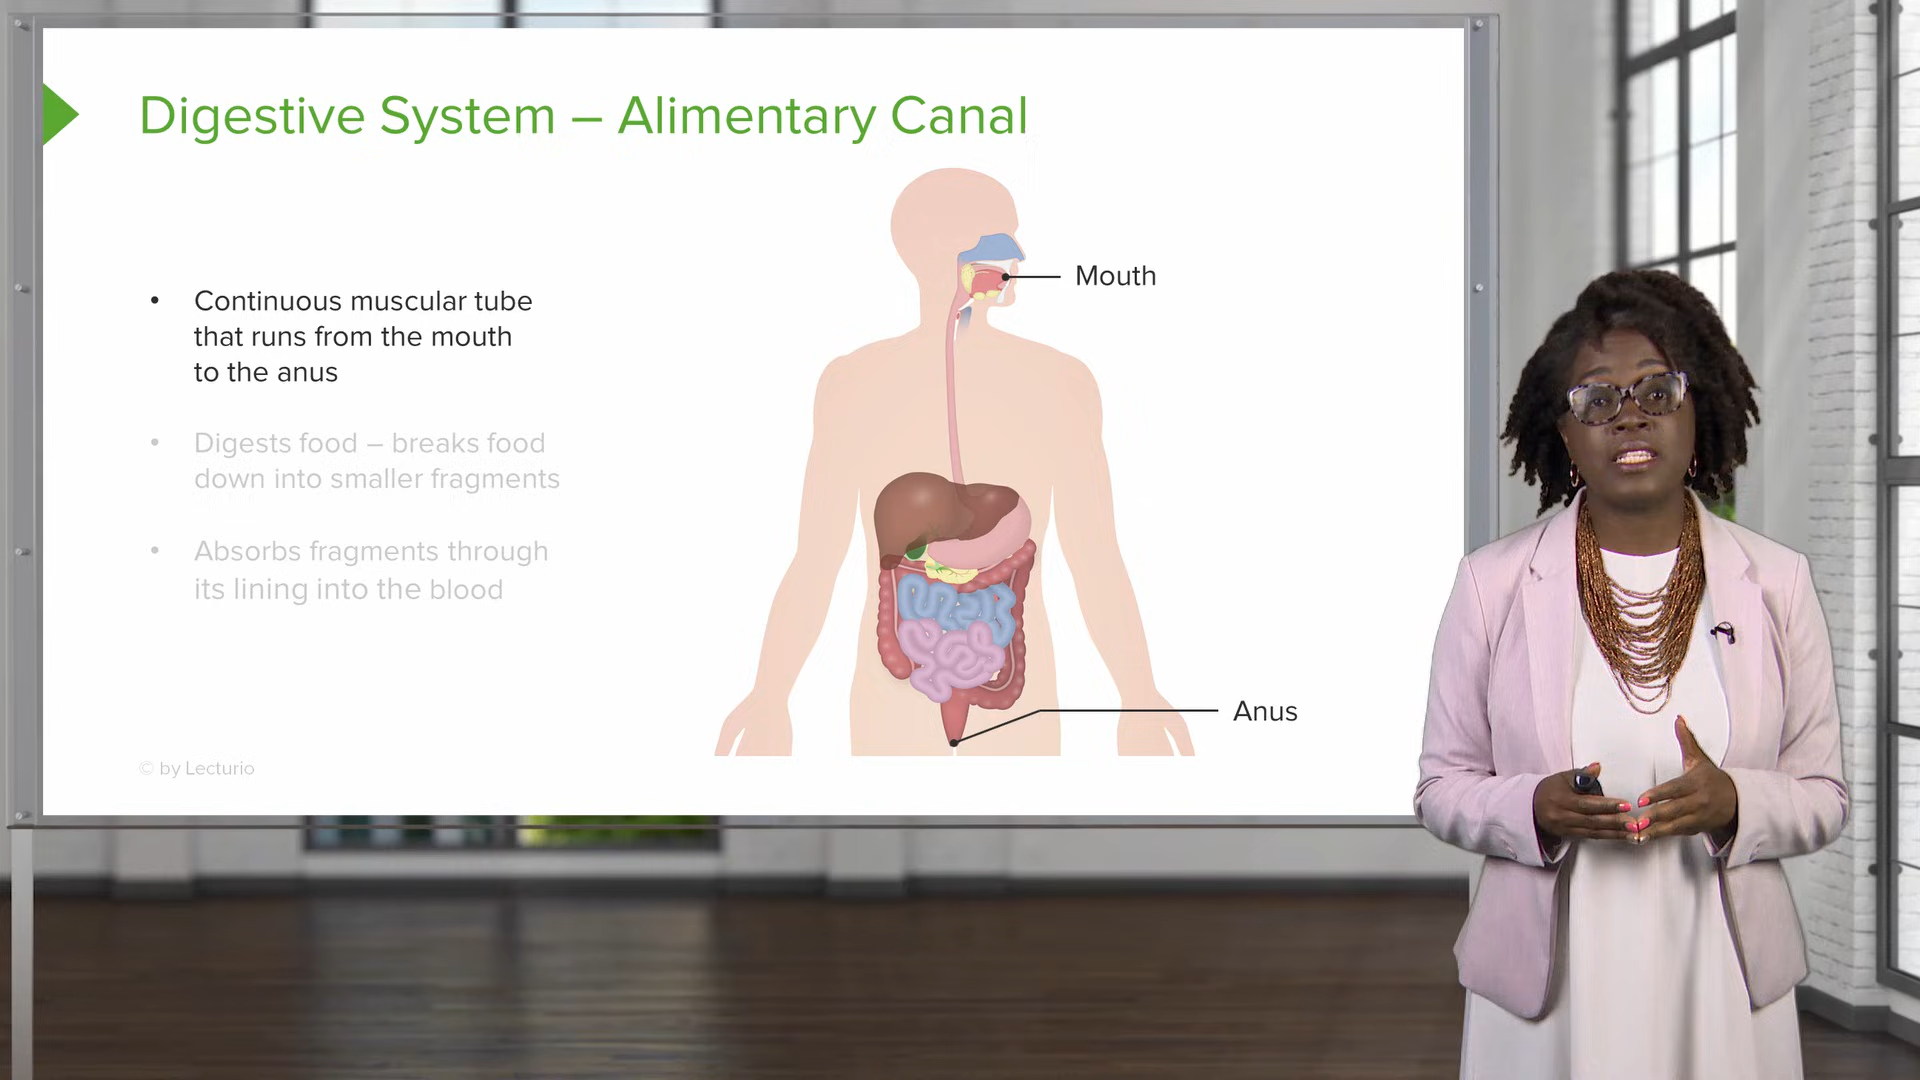 Digestive System – Alimentary Canal
• Continuous muscular tube
that runs from the mouth
to the anus
• Digests food – breaks food
down into smaller fragments
• Absorbs fragments through
its lining into the blood
Mouth
Anus
© by Lecturio